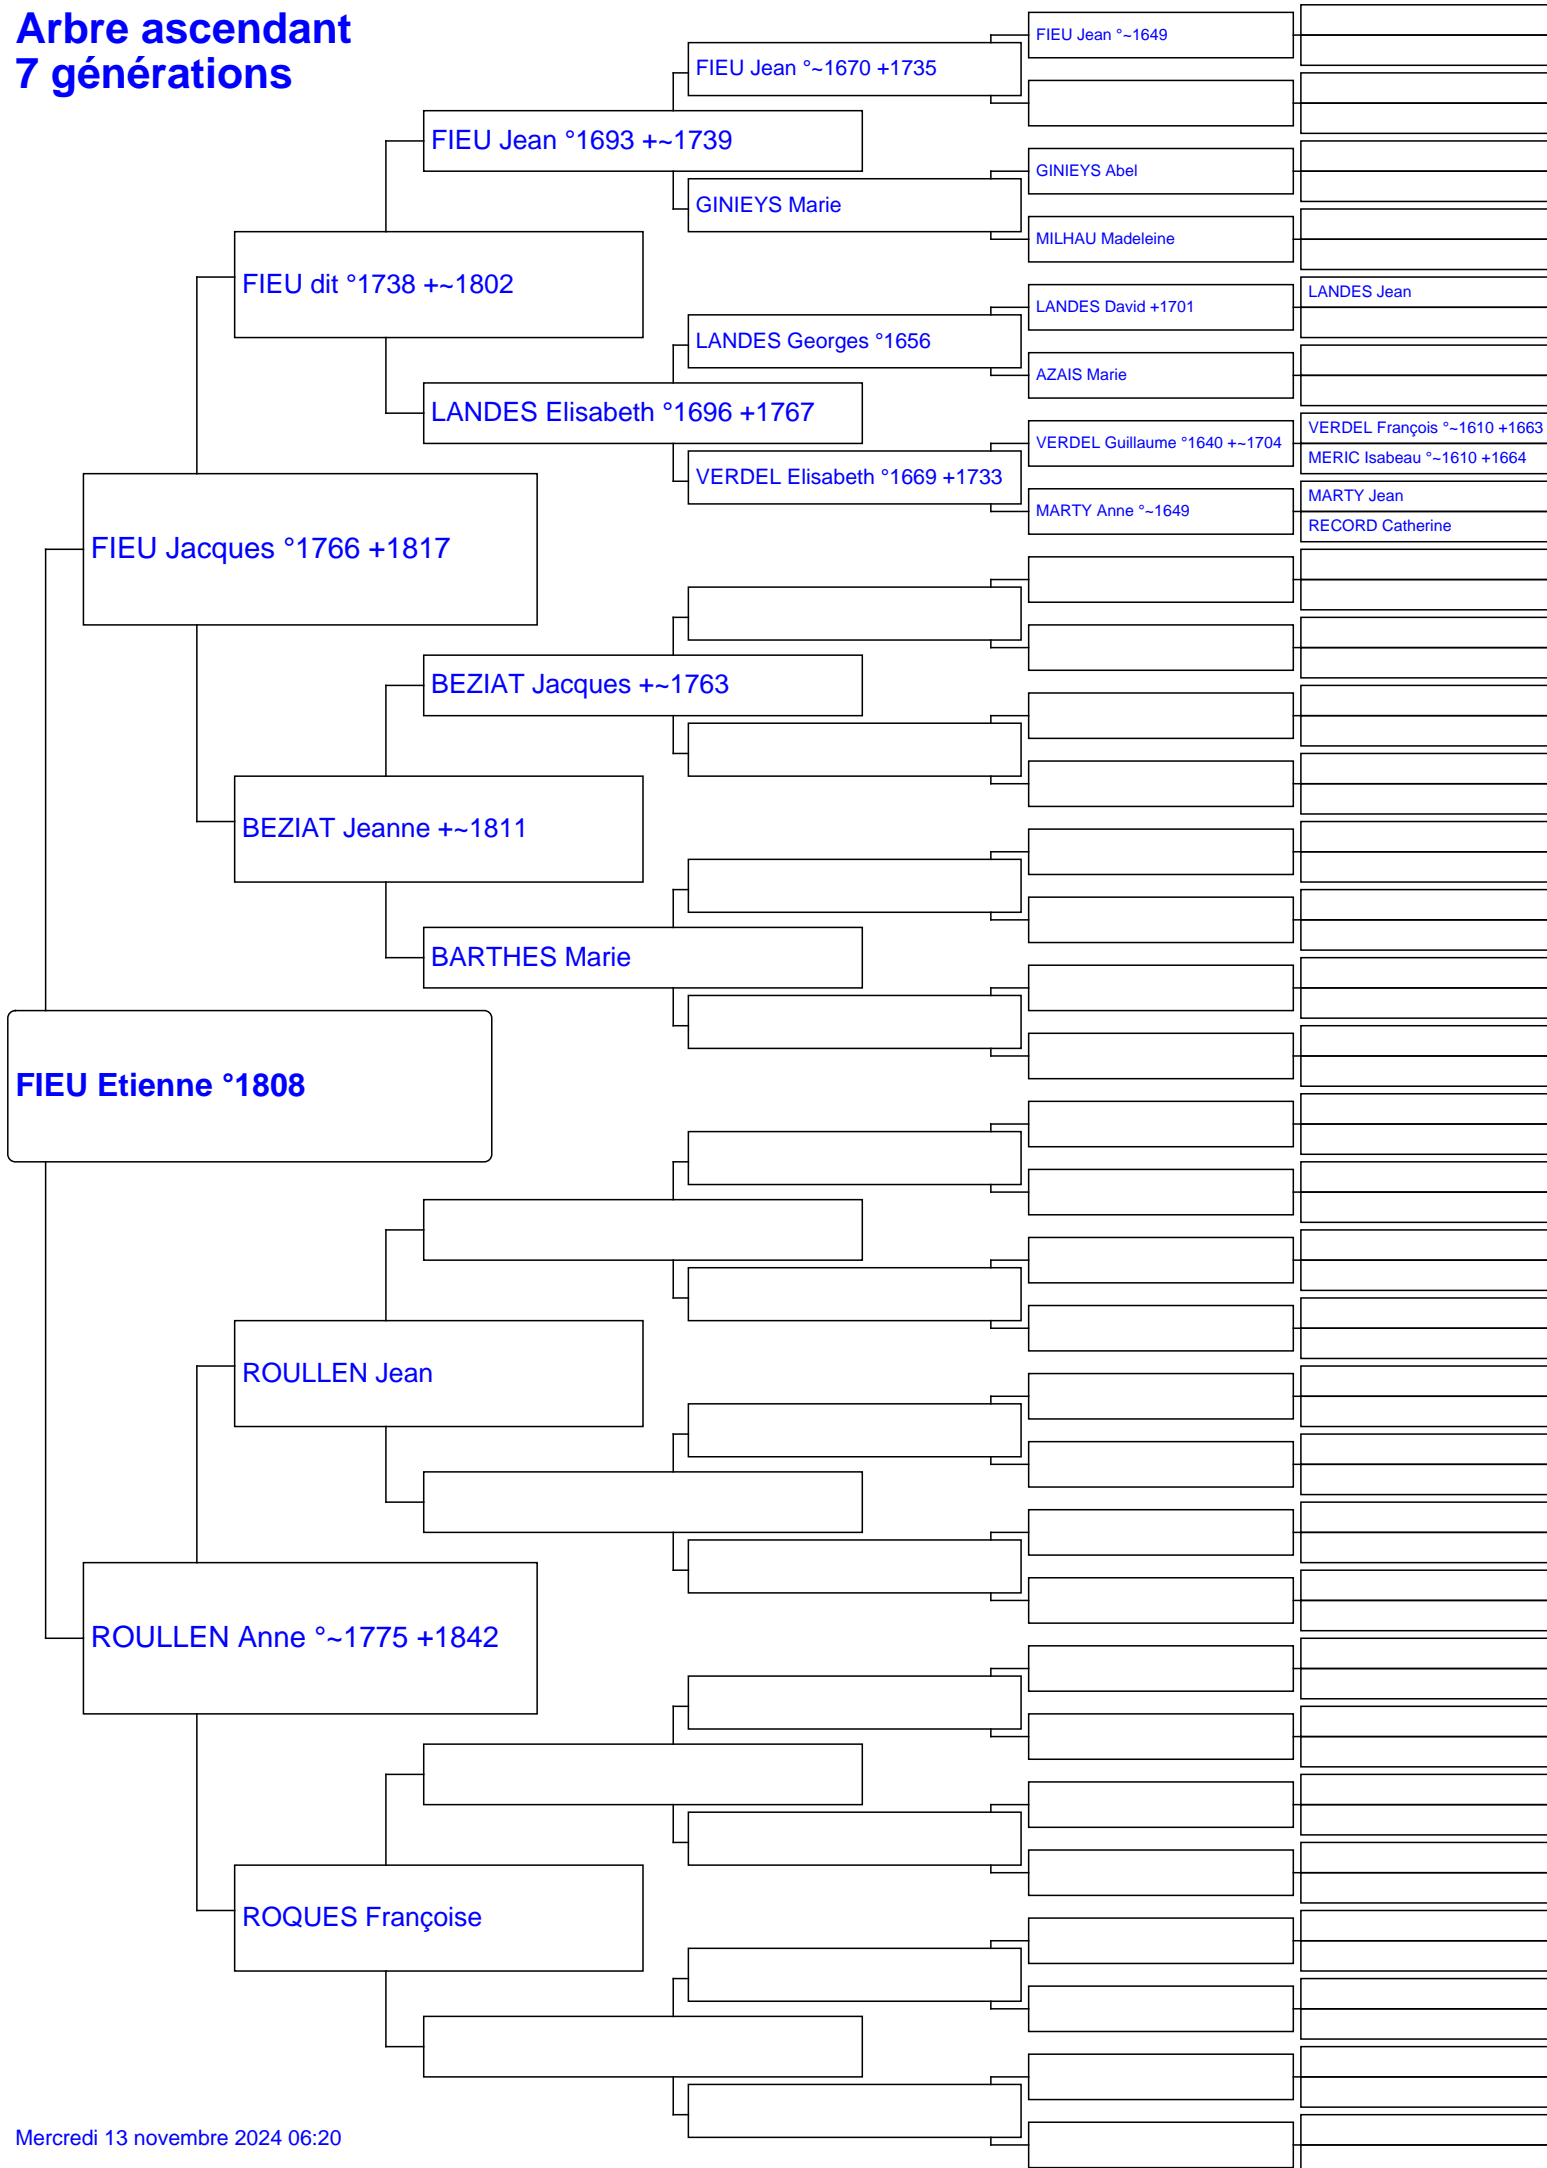 Arbre ascendant
7 générations
FIEU Jean °~1649
FIEU Jean °~1670 +1735
FIEU Jean °1693 +~1739
GINIEYS Abel
GINIEYS Marie
MILHAU Madeleine
FIEU dit °1738 +~1802
LANDES Jean
LANDES David +1701
LANDES Georges °1656
AZAIS Marie
LANDES Elisabeth °1696 +1767
VERDEL François °~1610 +1663
VERDEL Guillaume °1640 +~1704
MERIC Isabeau °~1610 +1664
VERDEL Elisabeth °1669 +1733
MARTY Jean
MARTY Anne °~1649
RECORD Catherine
FIEU Jacques °1766 +1817
BEZIAT Jacques +~1763
BEZIAT Jeanne +~1811
BARTHES Marie
FIEU Etienne °1808
ROULLEN Jean
ROULLEN Anne °~1775 +1842
ROQUES Françoise
Mercredi 13 novembre 2024 06:20